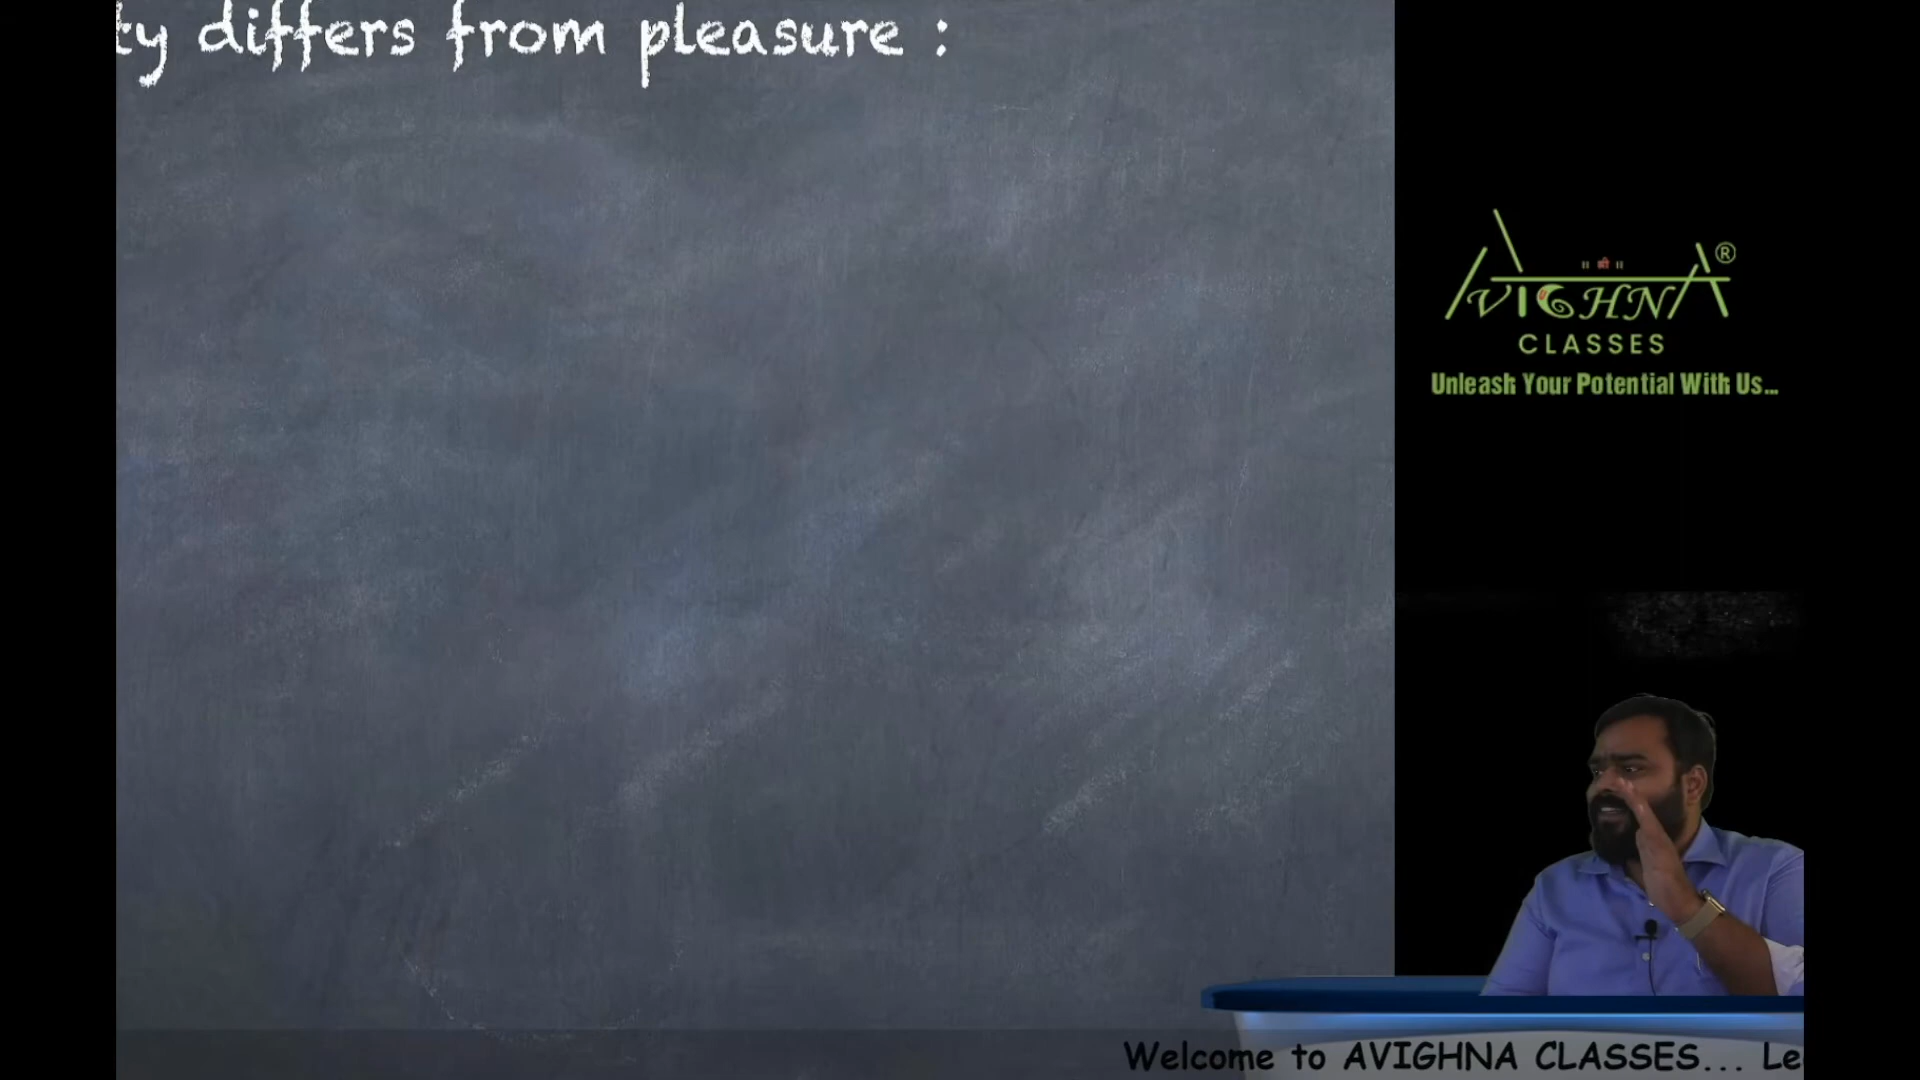 ty differs from pleasure :
AVIGHNA ®
CLASSES
Unleash Your Potential With Us...
Welcome to AVIGHNA CLASSES... Le